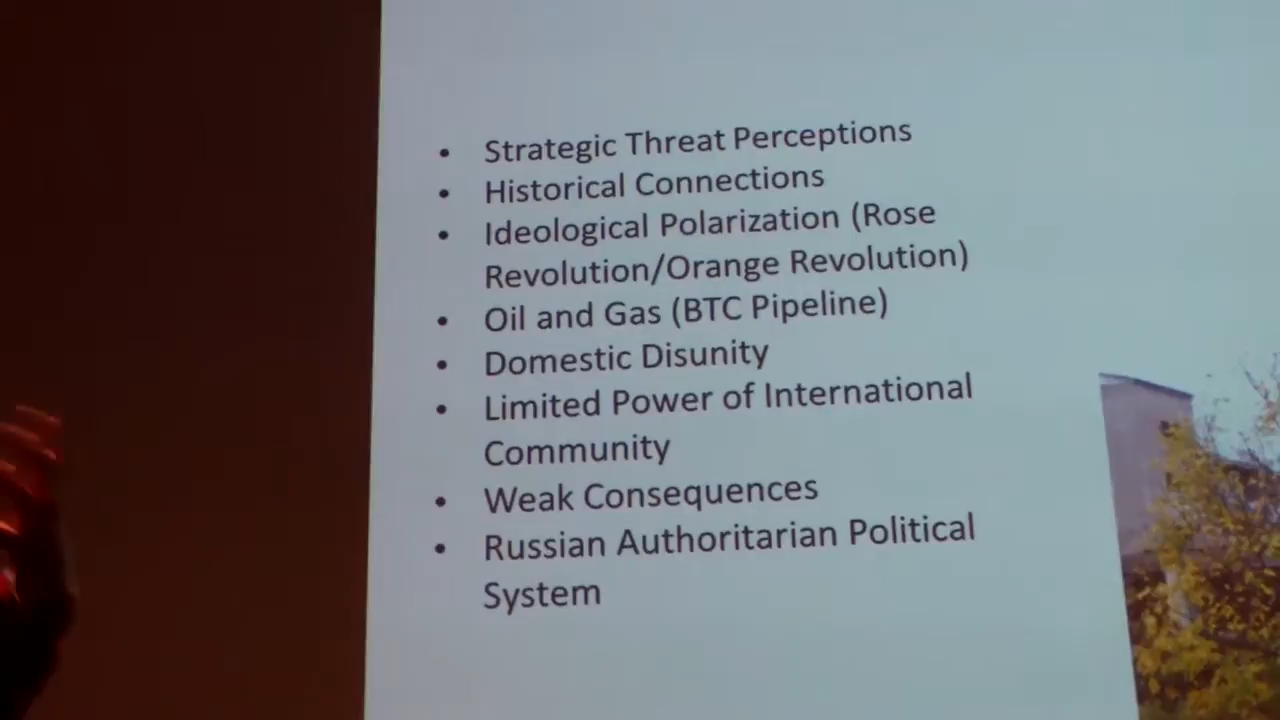 • Strategic Threat Perceptions
• Historical Connections
• Ideological Polarization (Rose
Revolution/Orange Revolution)
• Oil and Gas (BTC Pipeline)
• Domestic Disunity
• Limited Power of International
Community
• Weak Consequences
• Russian Authoritarian Political
System